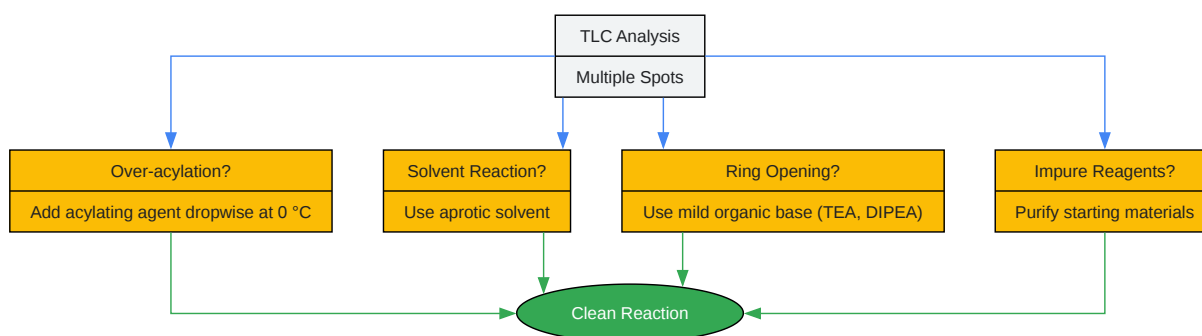 TLC Analysis
Multiple Spots
Over-acylation?
Add acylating agent dropwise at 0 °C
Solvent Reaction?
Use aprotic solvent
Ring Opening?
Use mild organic base (TEA, DIPEA)
Impure Reagents?
Purify starting materials
Clean Reaction